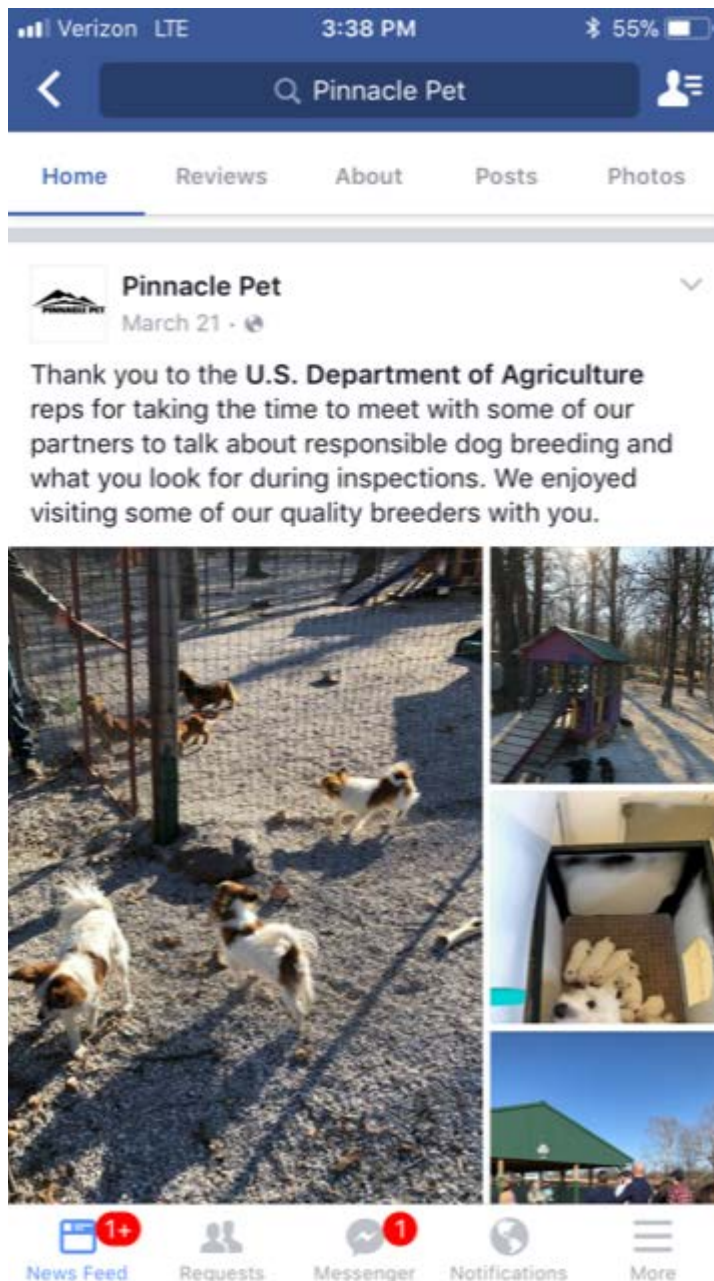 Verizon LTE 3:38 PM 55%
Pinnacle Pet
Home Reviews About Posts Photos
PINNACLE PET
Pinnacle Pet
March 21
Thank you to the U.S. Department of Agriculture
reps for taking the time to meet with some of our
partners to talk about responsible dog breeding and
what you look for during inspections. We enjoyed
visiting some of our quality breeders with you.
1+ 1
News Feed Requests Messenger Notifications More